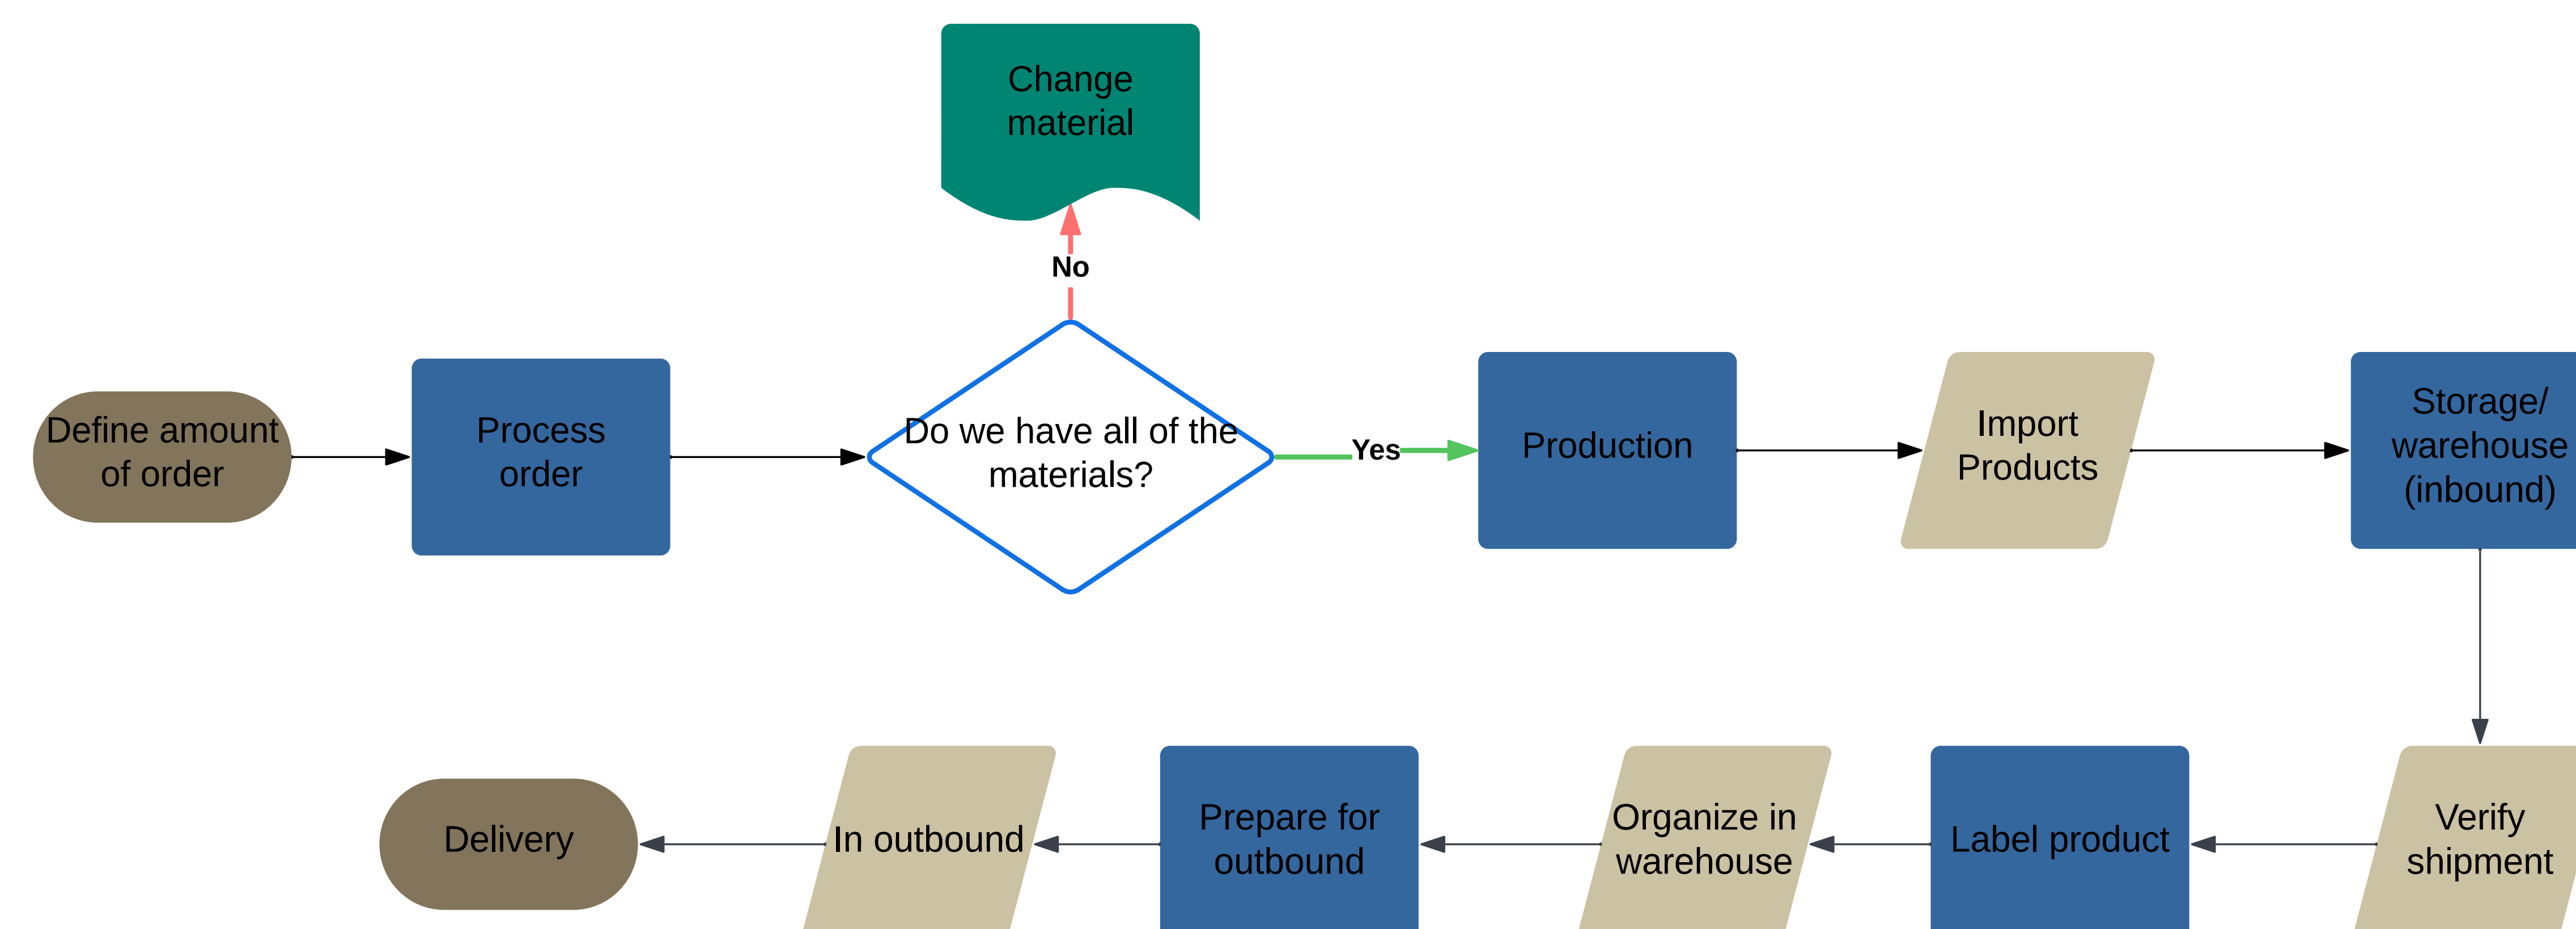 Change
material
No
Define amount
of order
Process
order
Do we have all of the
materials?
Yes
Production
Import
Products
Storage/
warehouse
(inbound)
Delivery
In outbound
Prepare for
outbound
Organize in
warehouse
Label product
Verify
shipment